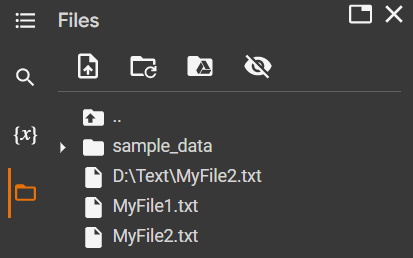 Files
..
{x}
sample_data
D:\Text\MyFile2.txt
MyFile1.txt
MyFile2.txt